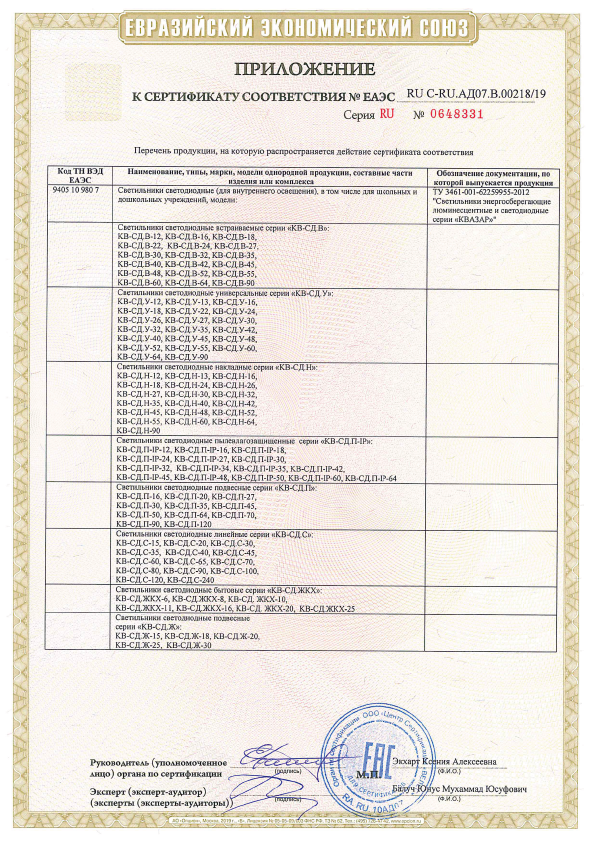 ЕВРАЗИЙСКИЙ ЭКОНОМИЧЕСКИЙ СОЮЗ
ПРИЛОЖЕНИЕ
К СЕРТИФИКАТУ СООТВЕТСТВИЯ № ЕАЭС RU С-RU.АД07.В.00218/19
Серия RU № 0648331
Перечень продукции, на которую распространяется действие сертификата соответствия
Код ТН ВЭД
ЕАЭС
Наименование, типы, марки, модели однородной продукции, составные части
изделия или комплекса
Обозначение документации, по
которой выпускается продукция
9405 10 980 7
Светильники светодиодные (для внутреннего освещения), в том числе для школьных и
дошкольных учреждений, модели:
ТУ 3461-001-62259955-2012
"Светильники энергосберегающие
люминесцентные и светодиодные
серии «КВАЗАР»"
Светильники светодиодные встраиваемые серии «КВ-СД.В»:
КВ-СД.В-12, КВ-СД.В-16, КВ-СД.В-18,
КВ-СД.В-22, КВ-СД.В-24, КВ-СД.В-27,
КВ-СД.В-30, КВ-СД.В-32, КВ-СД.В-35,
КВ-СД.В-40, КВ-СД.В-42, КВ-СД.В-45,
КВ-СД.В-48, КВ-СД.В-52, КВ-СД.В-55,
КВ-СД.В-60, КВ-СД.В-64, КВ-СД.В-90
Светильники светодиодные универсальные серии «КВ-СД.У»:
КВ-СД.У-12, КВ-СД.У-13, КВ-СД.У-16,
КВ-СД.У-18, КВ-СД.У-22, КВ-СД.У-24,
КВ-СД.У-26, КВ-СД.У-27, КВ-СД.У-30,
КВ-СД.У-32, КВ-СД.У-35, КВ-СД.У-42,
КВ-СД.У-40, КВ-СД.У-45, КВ-СД.У-48,
КВ-СД.У-52, КВ-СД.У-55, КВ-СД.У-60,
КВ-СД.У-64, КВ-СД.У-90
Светильники светодиодные накладные серии «КВ-СД.Н»:
КВ-СД.Н-12, КВ-СД.Н-13, КВ-СД.Н-16,
КВ-СД.Н-18, КВ-СД.Н-24, КВ-СД.Н-26,
КВ-СД.Н-27, КВ-СД.Н-30, КВ-СД.Н-32,
КВ-СД.Н-35, КВ-СД.Н-40, КВ-СД.Н-42,
КВ-СД.Н-45, КВ-СД.Н-48, КВ-СД.Н-52,
КВ-СД.Н-55, КВ-СД.Н-60, КВ-СД.Н-64,
КВ-СД.Н-90
Светильники светодиодные пылевлагозащищенные серии «КВ-СД.П-IP»:
КВ-СД.П-IP-12, КВ-СД.П-IP-16, КВ-СД.П-IP-18,
КВ-СД.П-IP-24, КВ-СД.П-IP-27, КВ-СД.П-IP-30,
КВ-СД.П-IP-32, КВ-СД.П-IP-34, КВ-СД.П-IP-35, КВ-СД.П-IP-42,
КВ-СД.П-IP-45, КВ-СД.П-IP-48, КВ-СД.П-IP-50, КВ-СД.П-IP-60, КВ-СД.П-IP-64
Светильники светодиодные подвесные серии «КВ-СД.П»:
КВ-СД.П-16, КВ-СД.П-20, КВ-СД.П-27,
КВ-СД.П-30, КВ-СД.П-35, КВ-СД.П-45,
КВ-СД.П-50, КВ-СД.П-64, КВ-СД.П-70,
КВ-СД.П-90, КВ-СД.П-120
Светильники светодиодные линейные серии «КВ-СД.С»:
КВ-СД.С-15, КВ-СД.С-20, КВ-СД.С-30,
КВ-СД.С-35, КВ-СД.С-40, КВ-СД.С-45,
КВ-СД.С-60, КВ-СД.С-65, КВ-СД.С-70,
КВ-СД.С-80, КВ-СД.С-90, КВ-СД.С-100,
КВ-СД.С-120, КВ-СД.С-240
Светильники светодиодные бытовые серии «КВ-СД.ЖКХ»:
КВ-СД.ЖКХ-6, КВ-СД.ЖКХ-8, КВ-СД.ЖКХ-10,
КВ-СД.ЖКХ-11, КВ-СД.ЖКХ-16, КВ-СД. ЖКХ-20, КВ-СД.ЖКХ-25
Светильники светодиодные подвесные
серии «КВ-СД.Ж»:
КВ-СД.Ж-15, КВ-СД.Ж-18, КВ-СД.Ж-20,
КВ-СД.Ж-25, КВ-СД.Ж-30
Руководитель (уполномоченное
лицо) органа по сертификации
(подпись)
М.П.
Экхарт Ксения Алексеевна
(Ф.И.О.)
Эксперт (эксперт-аудитор)
(эксперты (эксперты-аудиторы))
(подпись)
Балуч Юнус Мухаммад Юсуфович
(Ф.И.О.)
ЕАС
ДЛЯ СЕРТИФИКАТОВ